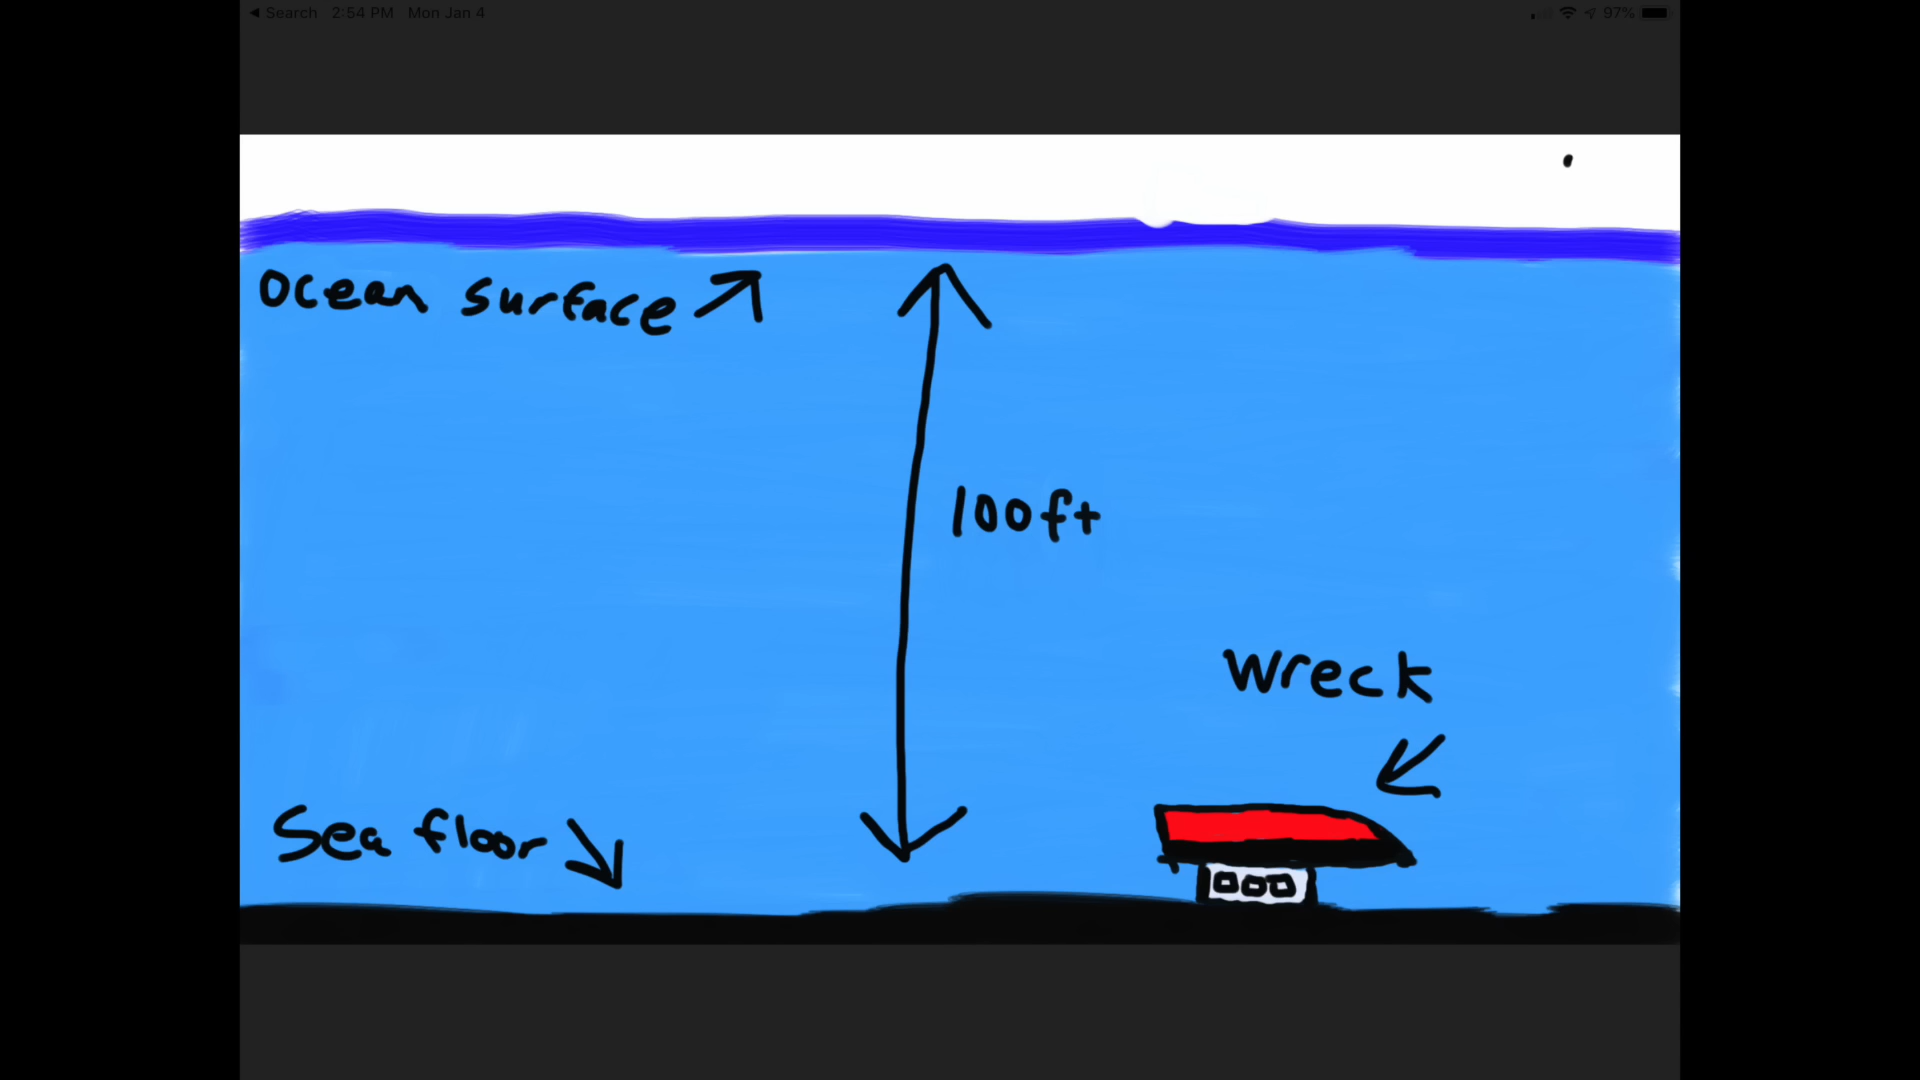 ◀ Search 2:54 PM Mon Jan 4 97%
Ocean surface
100ft
Wreck
Sea floor